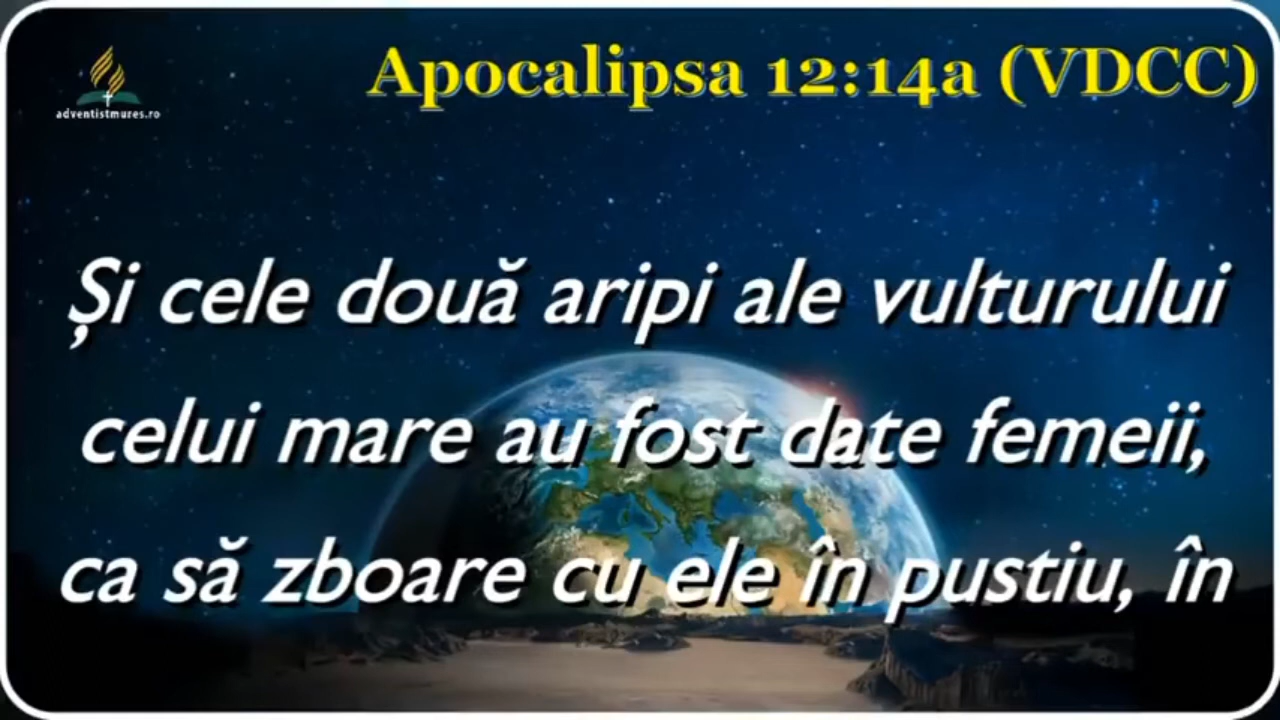 adventistmures.ro
Apocalipsa 12:14a (VDCC)
Și cele două aripi ale vulturului
celui mare au fost date femeii,
ca să zboare cu ele în pustiu, în